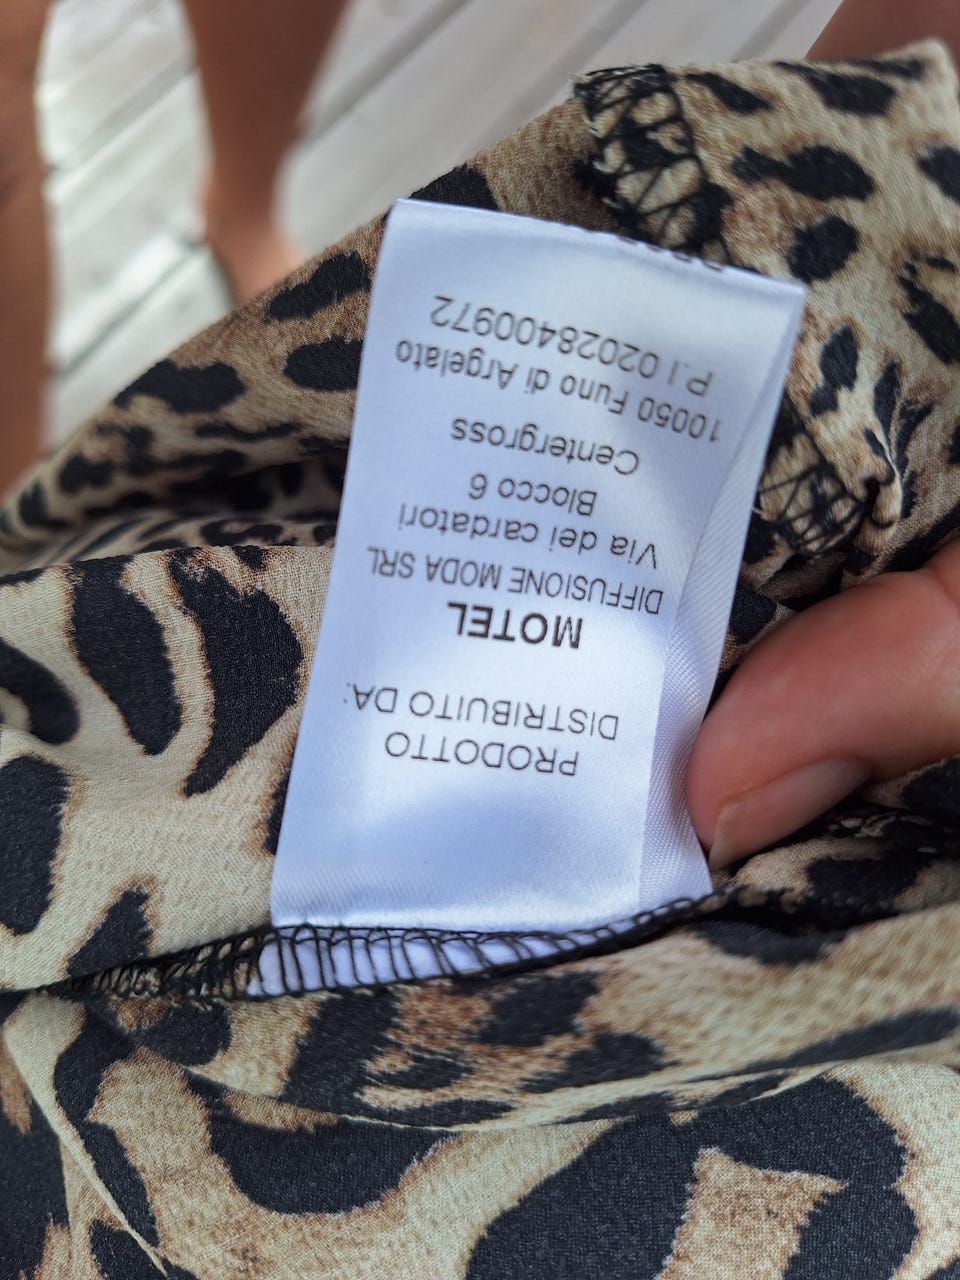 PRODOTTO
DISTRIBUITO DA:
MOTEL
DIFFUSIONE MODA SRL
Via dei cardatori
Blocco 6
Centergross
10050 Funo di Argelato
P.I 02028400972